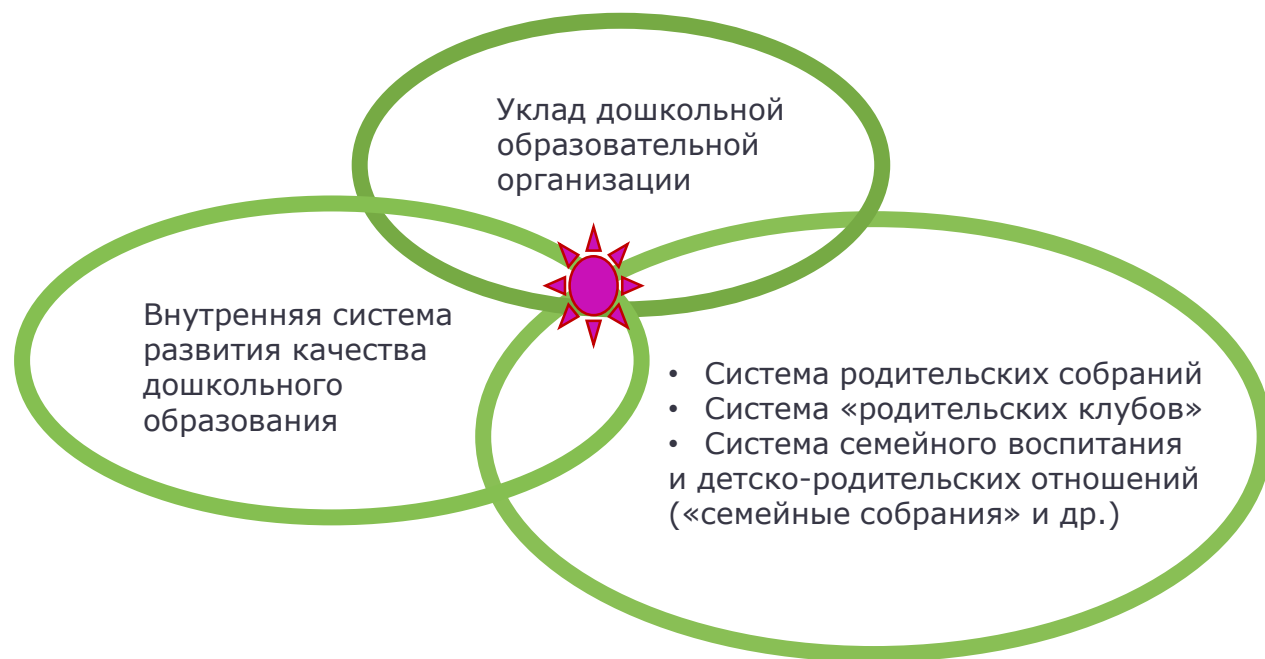 Уклад дошкольной
образовательной
организации
Внутренняя система
развития качества
дошкольного
образования
• Система родительских собраний
• Система «родительских клубов»
• Система семейного воспитания
и детско-родительских отношений
(«семейные собрания» и др.)